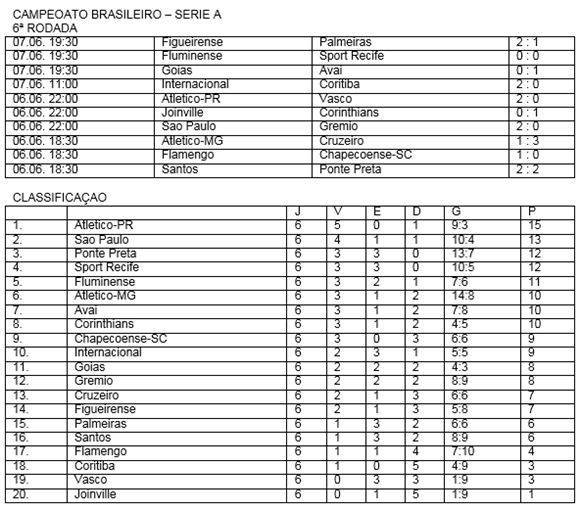 CAMPEOATO BRASILEIRO – SERIE A
6ª RODADA
07.06. 19:30 Figueirense Palmeiras 2 : 1
07.06. 19:30 Fluminense Sport Recife 0 : 0
07.06. 19:30 Goias Avai 0 : 1
07.06. 11:00 Internacional Coritiba 2 : 0
06.06. 22:00 Atletico-PR Vasco 2 : 0
06.06. 22:00 Joinville Corinthians 0 : 1
06.06. 22:00 Sao Paulo Gremio 2 : 0
06.06. 18:30 Atletico-MG Cruzeiro 1 : 3
06.06. 18:30 Flamengo Chapecoense-SC 1 : 0
06.06. 18:30 Santos Ponte Preta 2 : 2
CLASSIFICAÇAO
J V E D G P
1. Atletico-PR 6 5 0 1 9:3 15
2. Sao Paulo 6 4 1 1 10:4 13
3. Ponte Preta 6 3 3 0 13:7 12
4. Sport Recife 6 3 3 0 10:5 12
5. Fluminense 6 3 2 1 7:6 11
6. Atletico-MG 6 3 1 2 14:8 10
7. Avai 6 3 1 2 7:8 10
8. Corinthians 6 3 1 2 4:5 10
9. Chapecoense-SC 6 3 0 3 6:6 9
10. Internacional 6 2 3 1 5:5 9
11. Goias 6 2 2 2 4:3 8
12. Gremio 6 2 2 2 8:9 8
13. Cruzeiro 6 2 1 3 6:6 7
14. Figueirense 6 2 1 3 5:8 7
15. Palmeiras 6 1 3 2 6:6 6
16. Santos 6 1 3 2 8:9 6
17. Flamengo 6 1 1 4 7:10 4
18. Coritiba 6 1 0 5 4:9 3
19. Vasco 6 0 3 3 1:9 3
20. Joinville 6 0 1 5 1:9 1